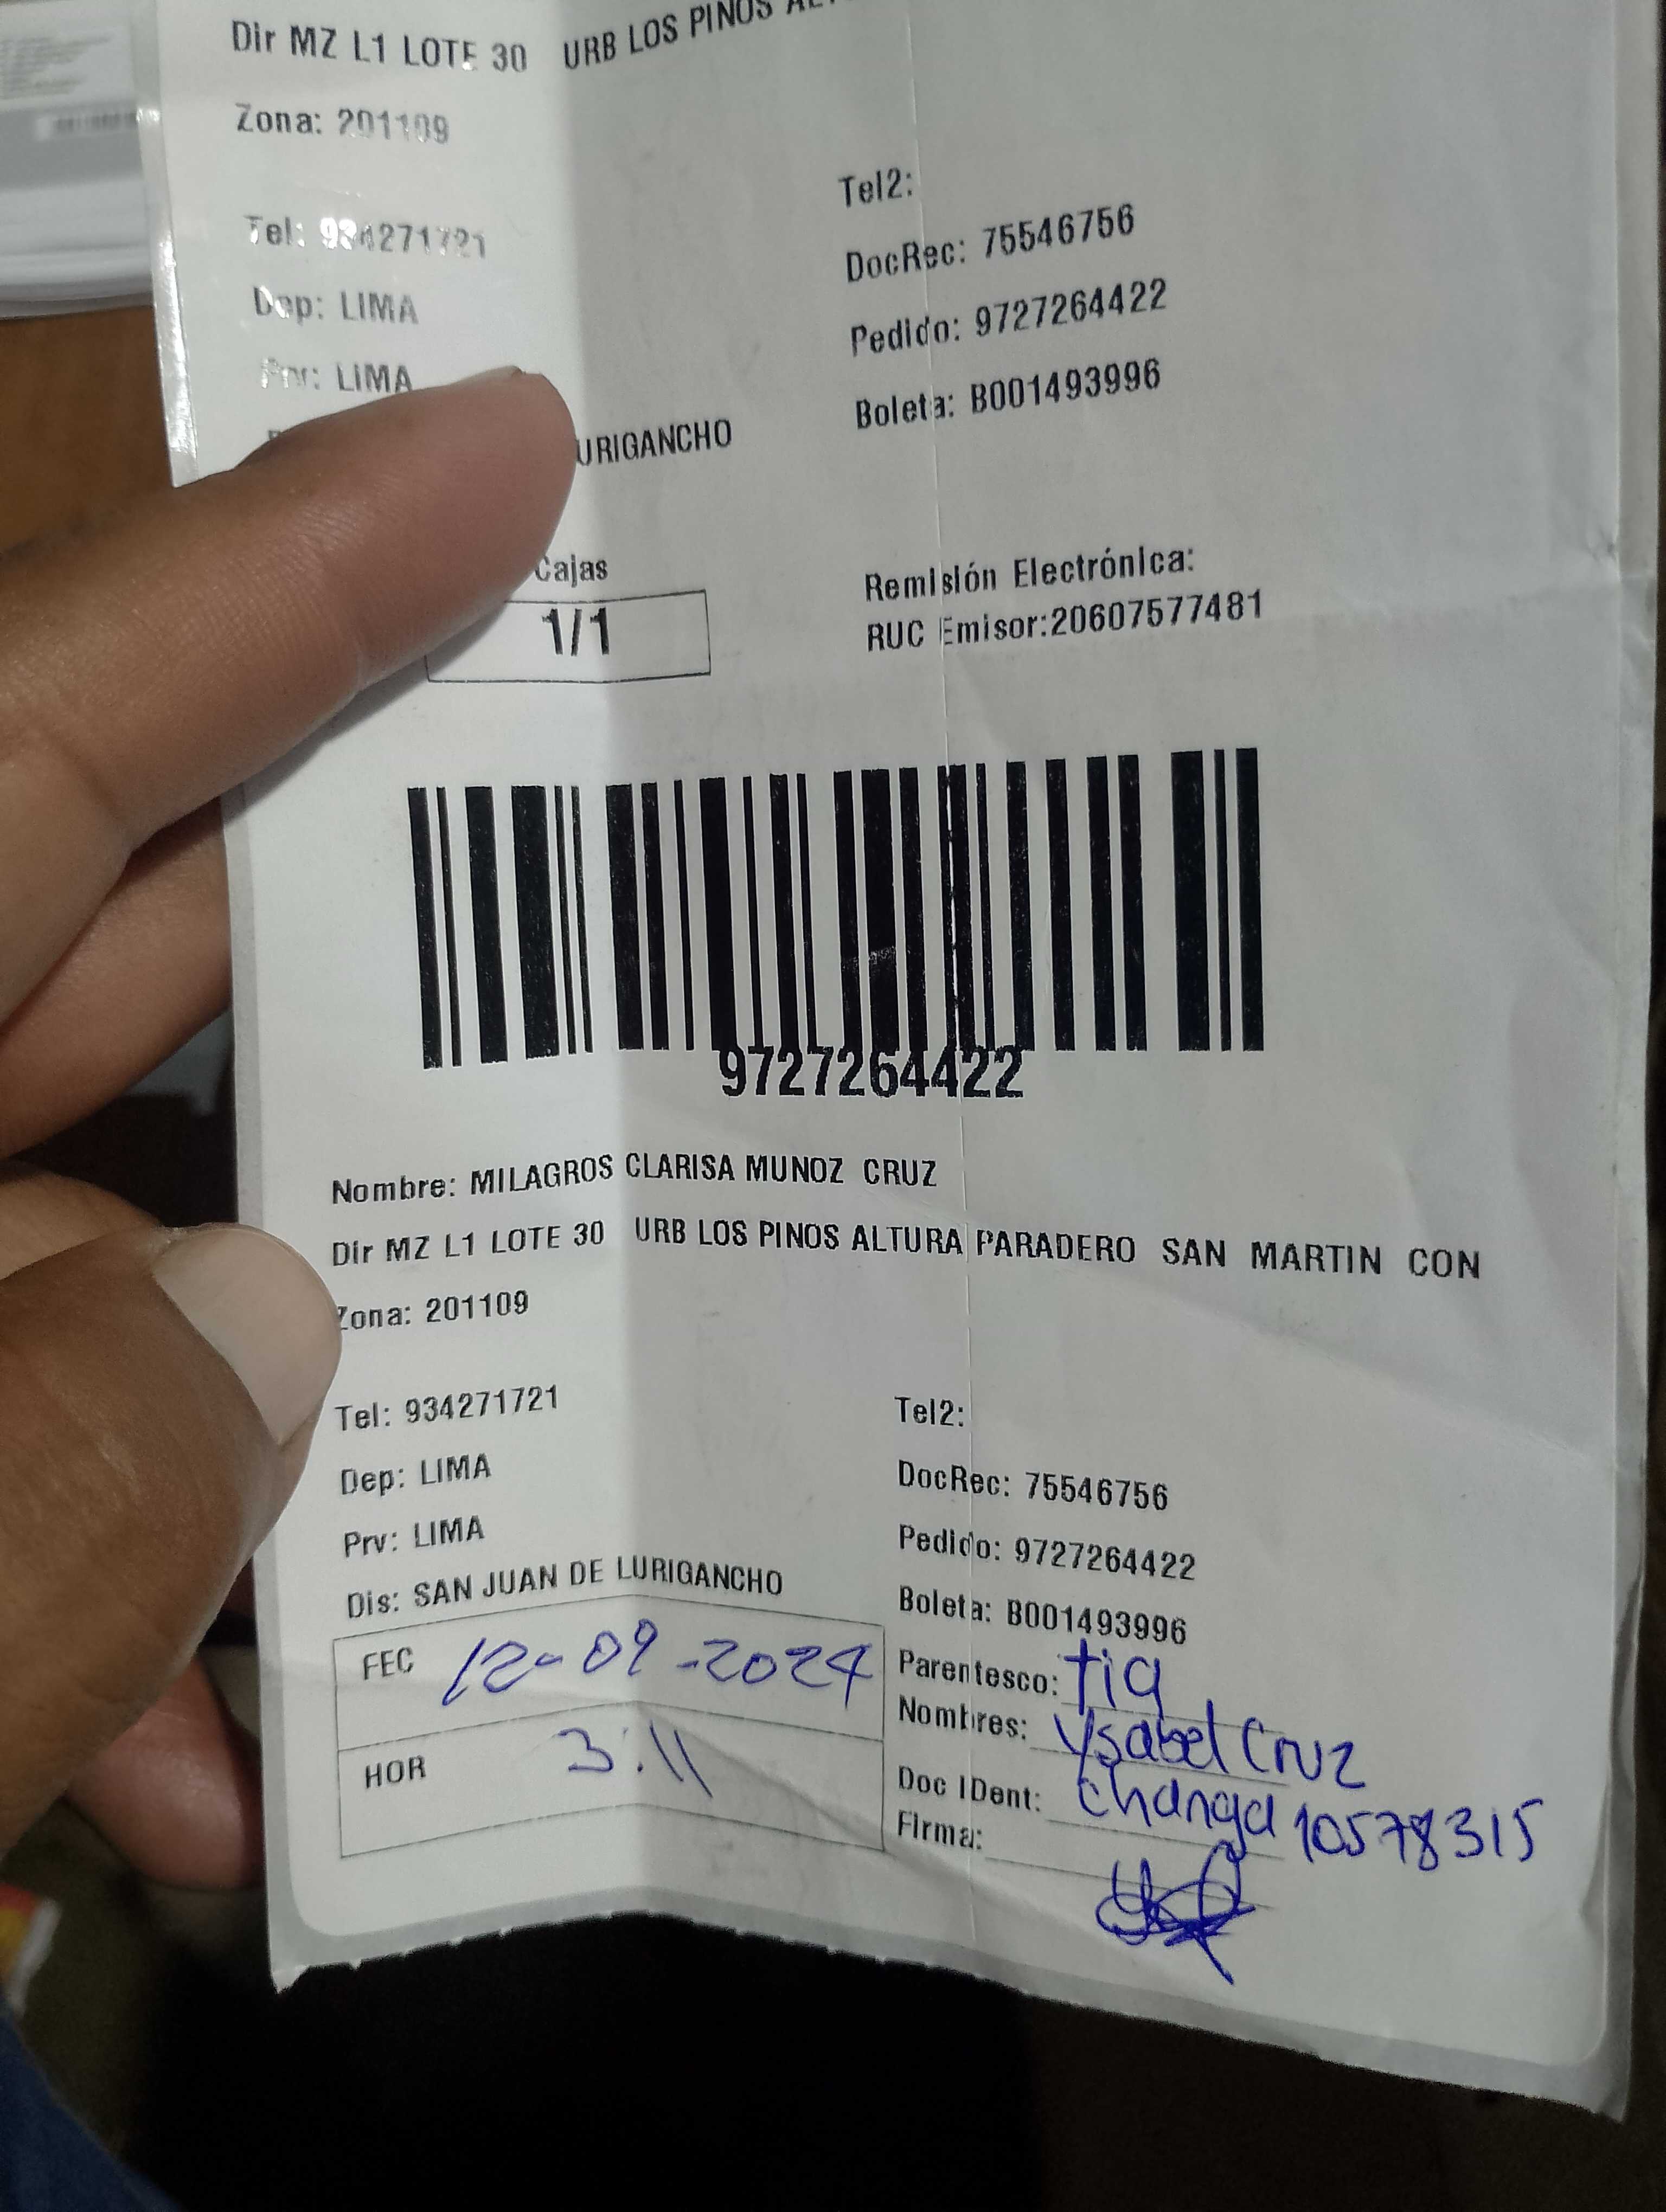 Dir MZ L1 LOTE 30 URB LOS PINOS
Zona: 201109
Tel2:
Tel: 934271721
DocRec: 75546756
Dep: LIMA
Pedido: 9727264422
Prv: LIMA
Boleta: B001493996
URIGANCHO
Cajas
1/1
Remisión Electrónica:
RUC Emisor:20607577481
9727264422
Nombre: MILAGROS CLARISA MUNOZ CRUZ
Dir MZ L1 LOTE 30 URB LOS PINOS ALTURA PARADERO SAN MARTIN CON
Zona: 201109
Tel: 934271721
Tel2:
Dep: LIMA
DocRec: 75546756
Prv: LIMA
Pedido: 9727264422
Dis: SAN JUAN DE LURIGANCHO
Boleta: B001493996
FEC 12-09-2024
Parentesco: tia
Nombres: Ysabel Cruz
HOR 3:11
Doc IDent: Changa 10578315
Firma: